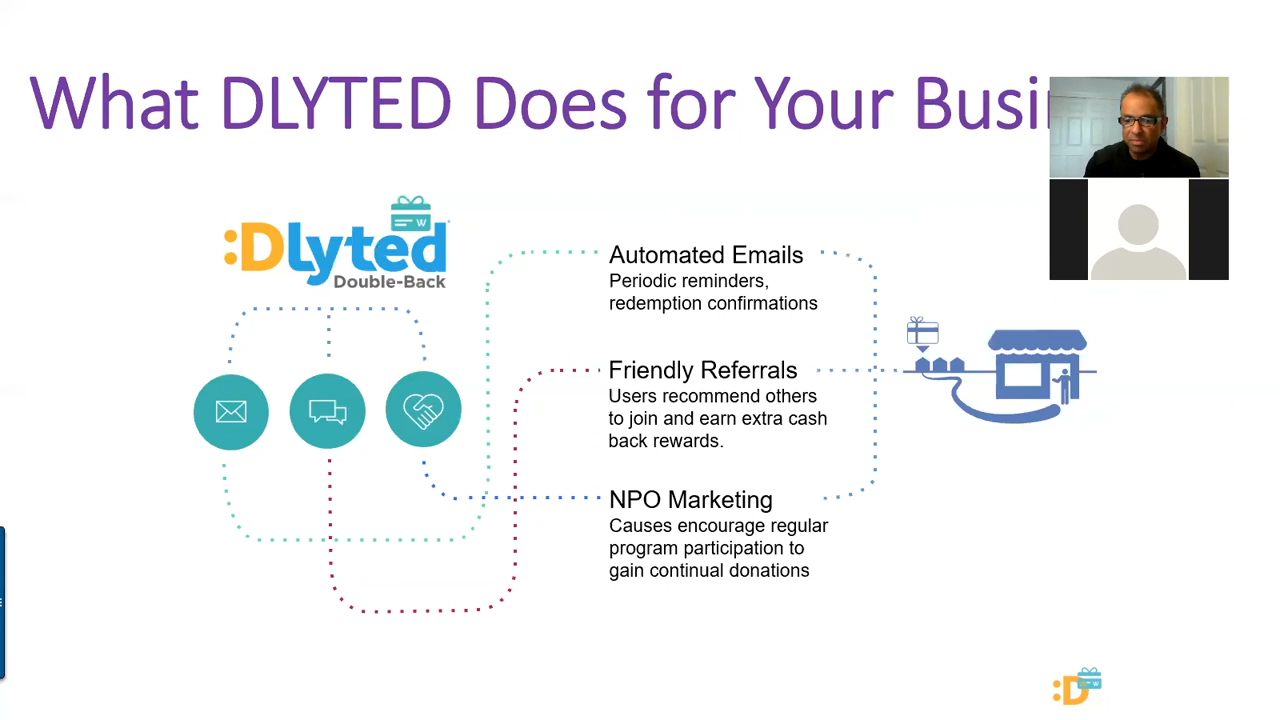 What DLYTED Does for Your Busi
:Dlyted
W
Double-Back
Automated Emails
Periodic reminders,
redemption confirmations
Friendly Referrals
Users recommend others
to join and earn extra cash
back rewards.
NPO Marketing
Causes encourage regular
program participation to
gain continual donations
:D
W